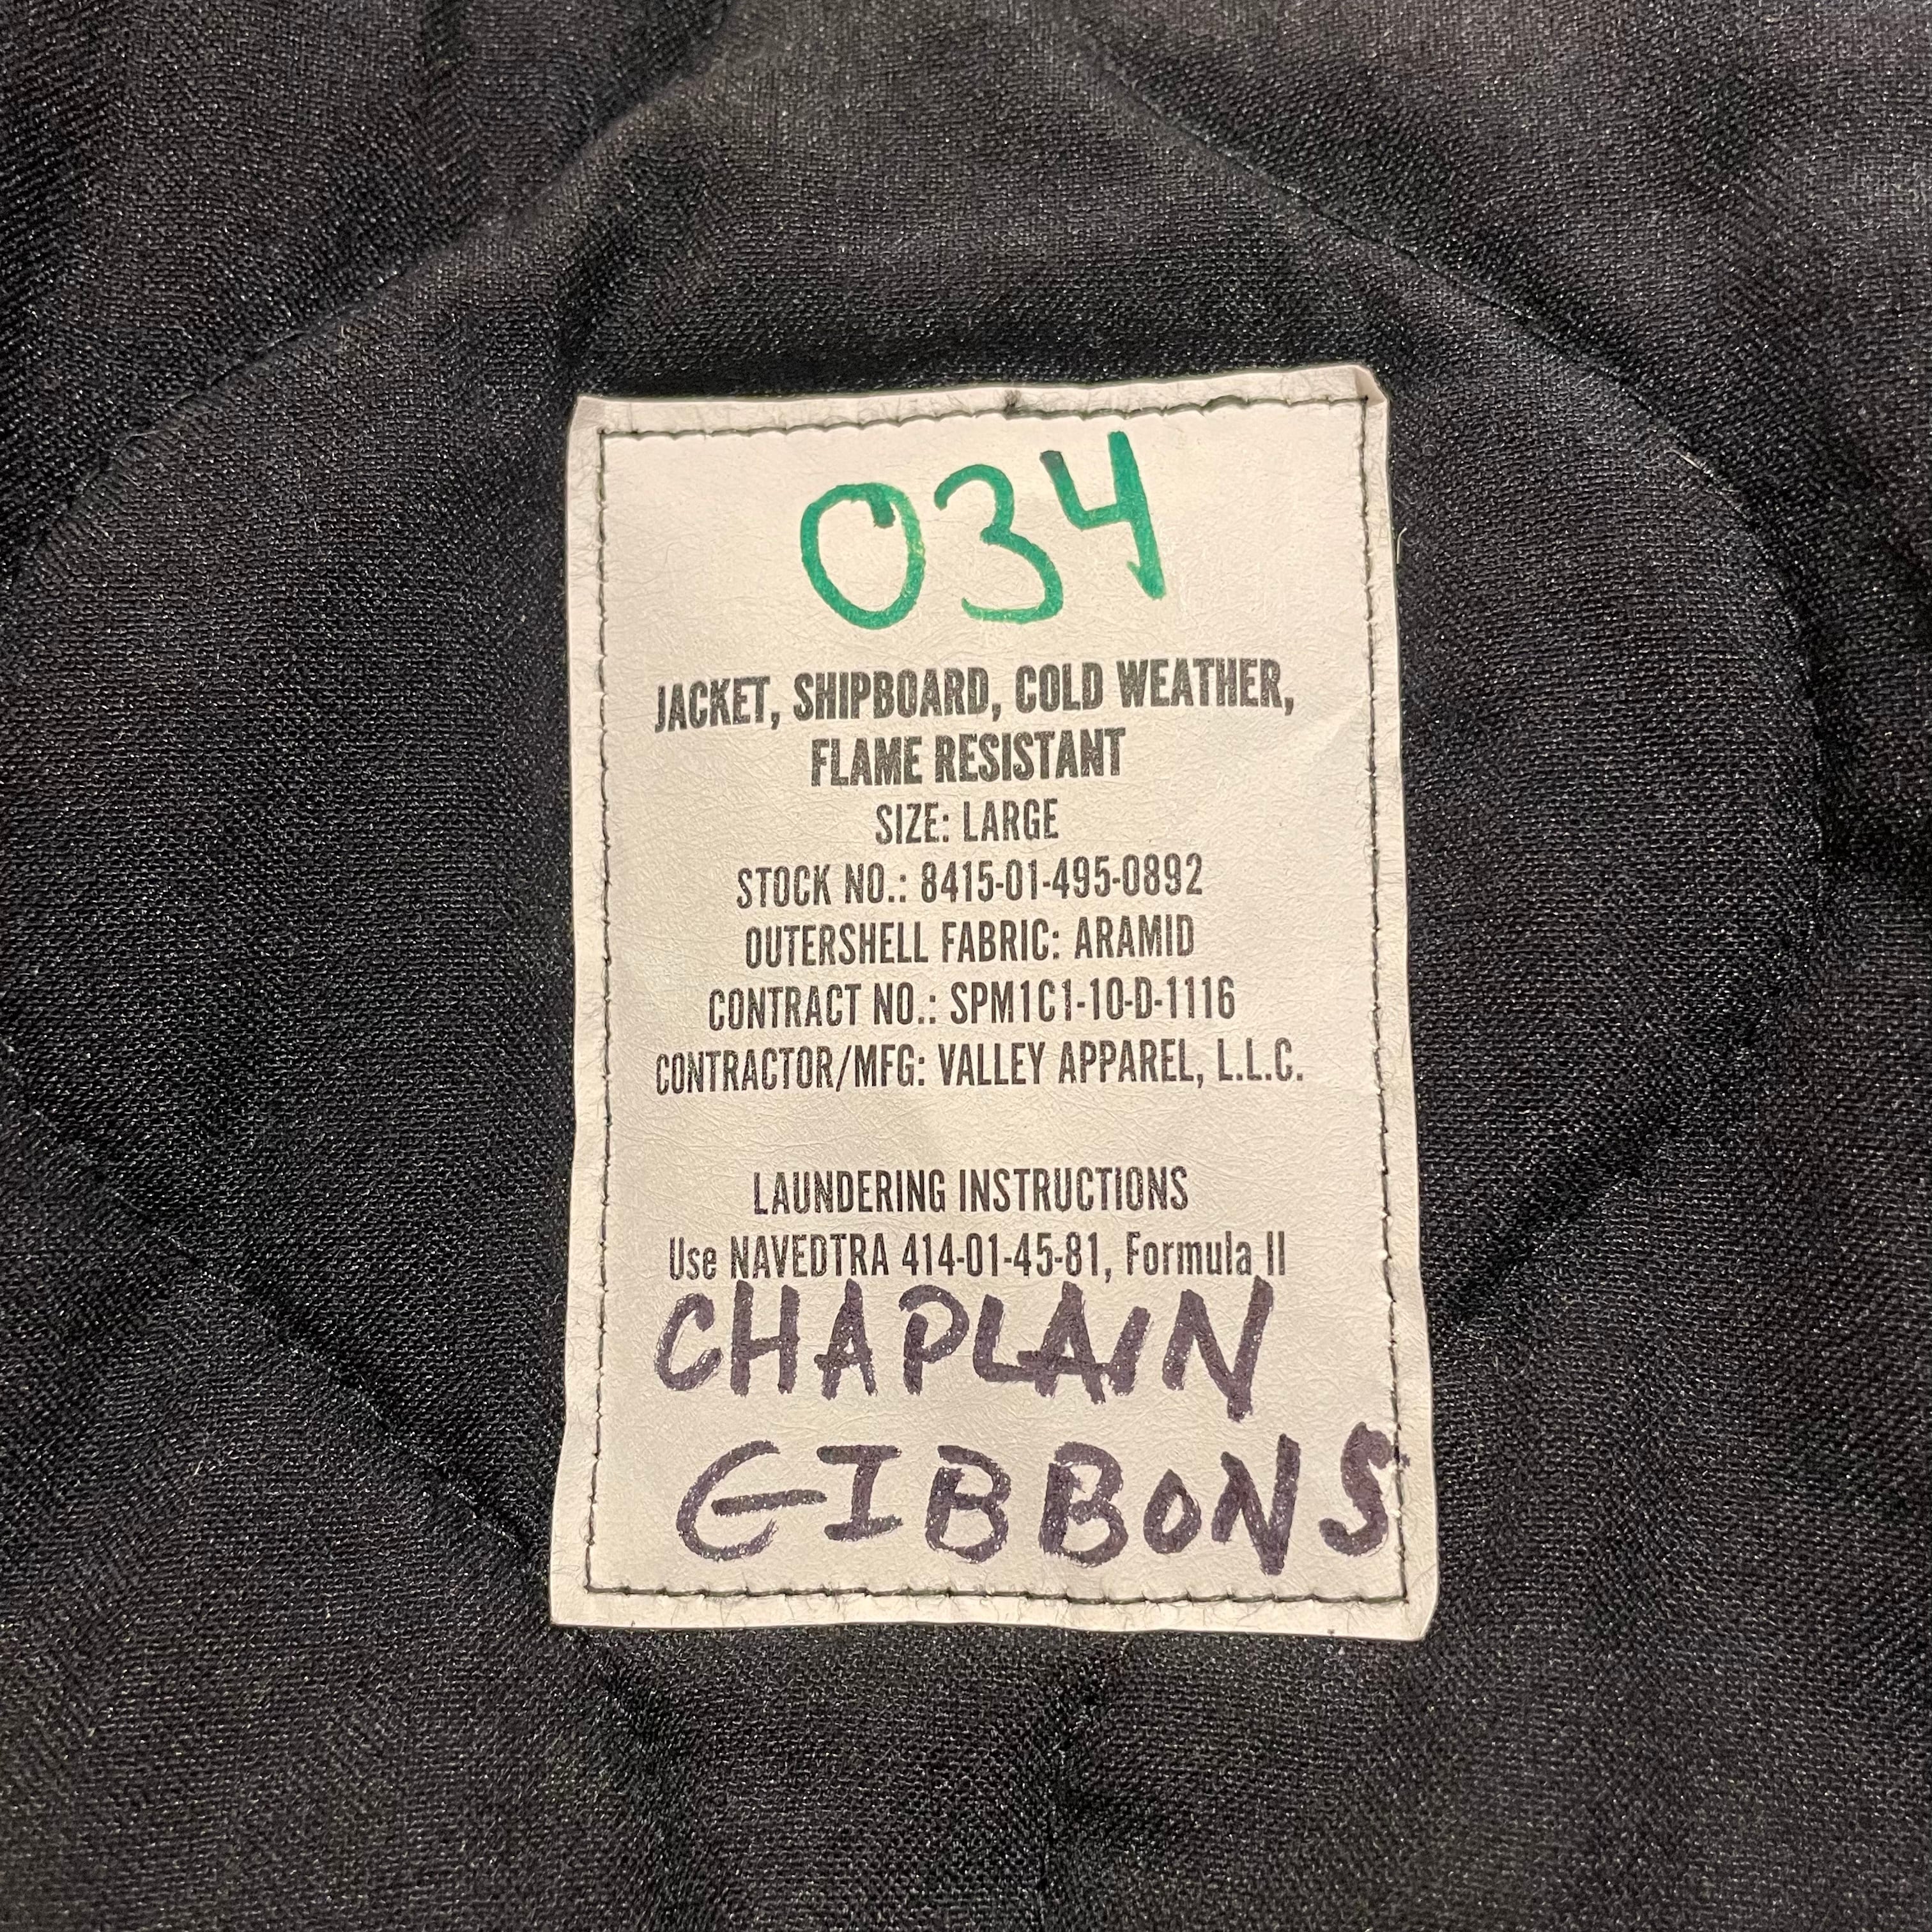 034
JACKET, SHIPBOARD, COLD WEATHER,
FLAME RESISTANT
SIZE: LARGE
STOCK NO.: 8415-01-495-0892
OUTERSHELL FABRIC: ARAMID
CONTRACT NO.: SPM1C1-10-D-1116
CONTRACTOR/MFG: VALLEY APPAREL, L.L.C.
LAUNDERING INSTRUCTIONS
Use NAVEDTRA 414-01-45-81, Formula II
CHAPLAIN
GIBBONS